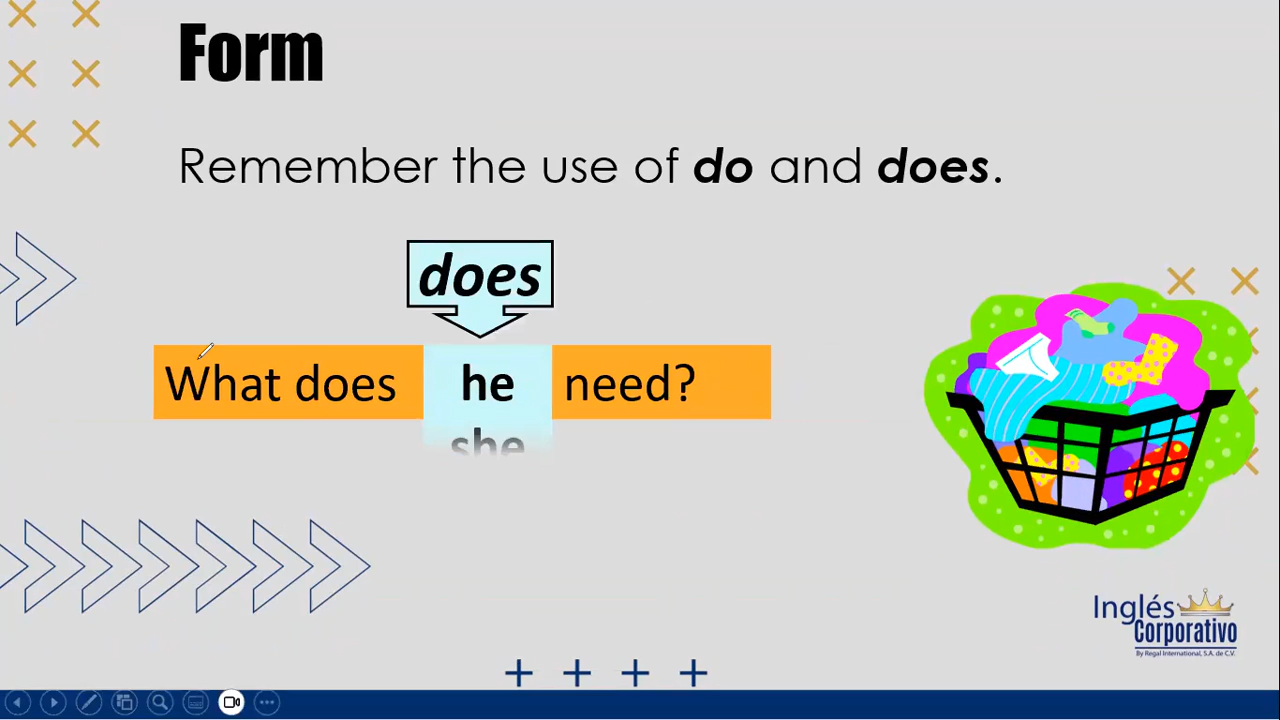 Form
Remember the use of do and does.
does
What does he need?
she
Inglés
Corporativo
By Regal International, S.A. de C.V.